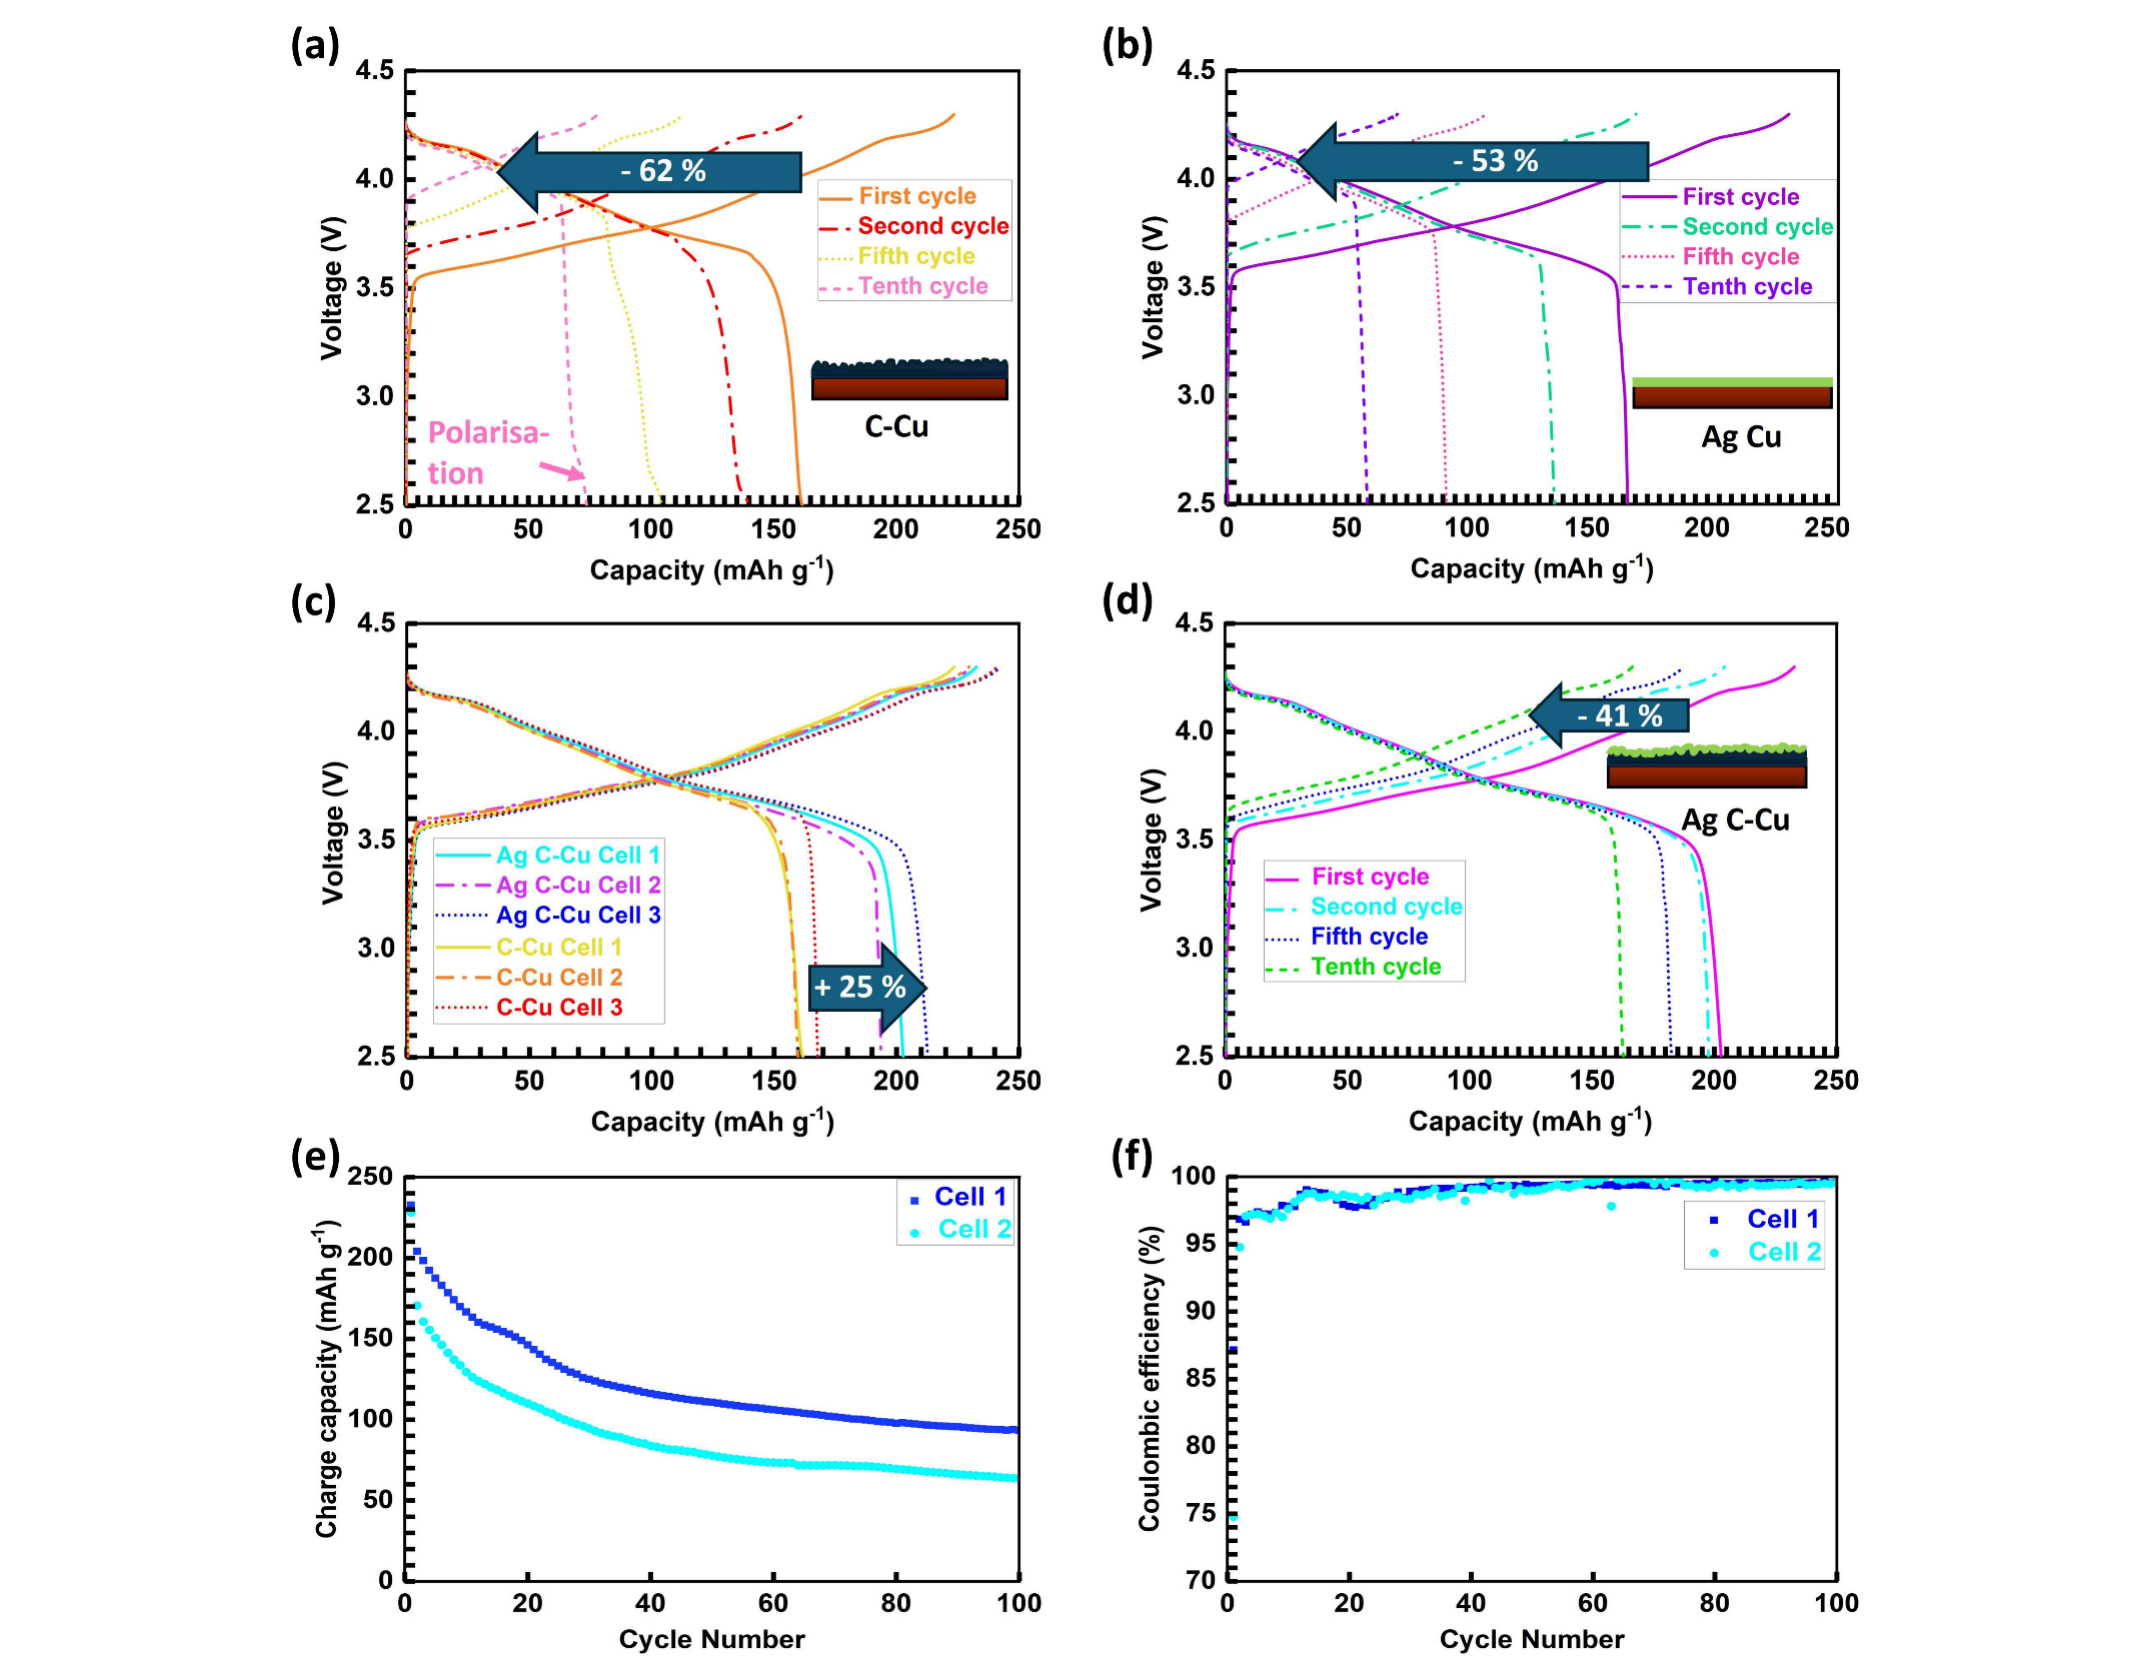 (a)
4.5
4.0
3.5
3.0
2.5
Voltage (V)
- 62 %
First cycle
Second cycle
Fifth cycle
Tenth cycle
Polarisa-
tion
C-Cu
0 50 100 150 200 250
Capacity (mAh g⁻¹)
(b)
4.5
4.0
3.5
3.0
2.5
Voltage (V)
- 53 %
First cycle
Second cycle
Fifth cycle
Tenth cycle
Ag Cu
0 50 100 150 200 250
Capacity (mAh g⁻¹)
(c)
4.5
4.0
3.5
3.0
2.5
Voltage (V)
Ag C-Cu Cell 1
Ag C-Cu Cell 2
Ag C-Cu Cell 3
C-Cu Cell 1
C-Cu Cell 2
C-Cu Cell 3
+ 25 %
0 50 100 150 200 250
Capacity (mAh g⁻¹)
(d)
4.5
4.0
3.5
3.0
2.5
Voltage (V)
- 41 %
Ag C-Cu
First cycle
Second cycle
Fifth cycle
Tenth cycle
0 50 100 150 200 250
Capacity (mAh g⁻¹)
(e)
250
200
150
100
50
0
Charge capacity (mAh g⁻¹)
Cell 1
Cell 2
0 20 40 60 80 100
Cycle Number
(f)
100
95
90
85
80
75
70
Coulombic efficiency (%)
Cell 1
Cell 2
0 20 40 60 80 100
Cycle Number